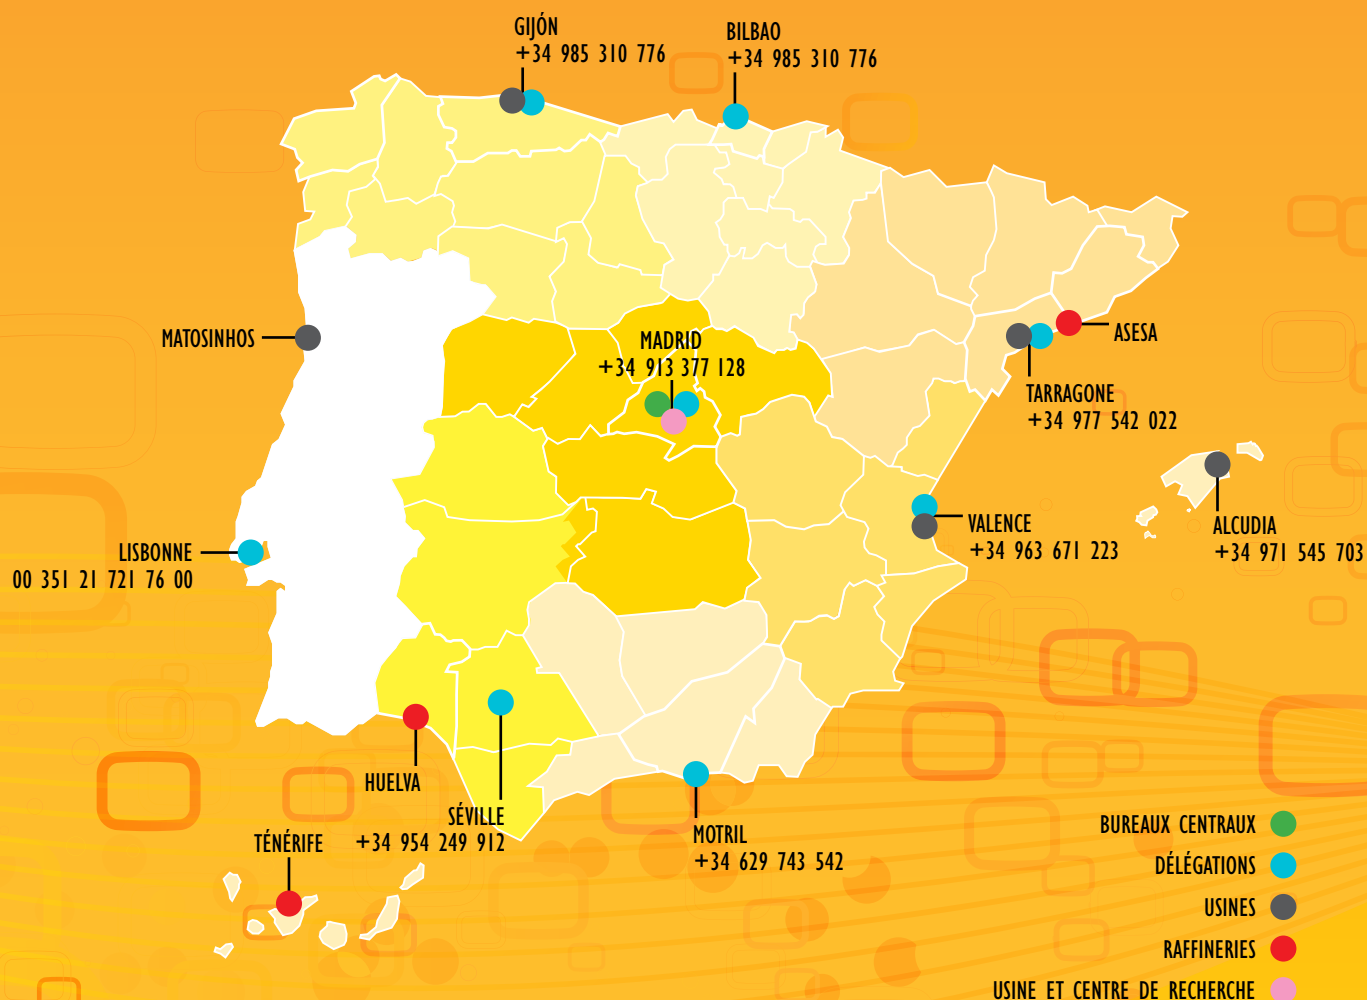 GIJÓN
+34 985 310 776
BILBAO
+34 985 310 776
MATOSINHOS
MADRID
+34 913 377 128
ASESA
TARRAGONE
+34 977 542 022
VALENCE
+34 963 671 223
ALCUDIA
+34 971 545 703
LISBONNE
00 351 21 721 76 00
HUELVA
SÉVILLE
+34 954 249 912
TÉNÉRIFE
MOTRIL
+34 629 743 542
BUREAUX CENTRAUX
DÉLÉGATIONS
USINES
RAFFINERIES
USINE ET CENTRE DE RECHERCHE